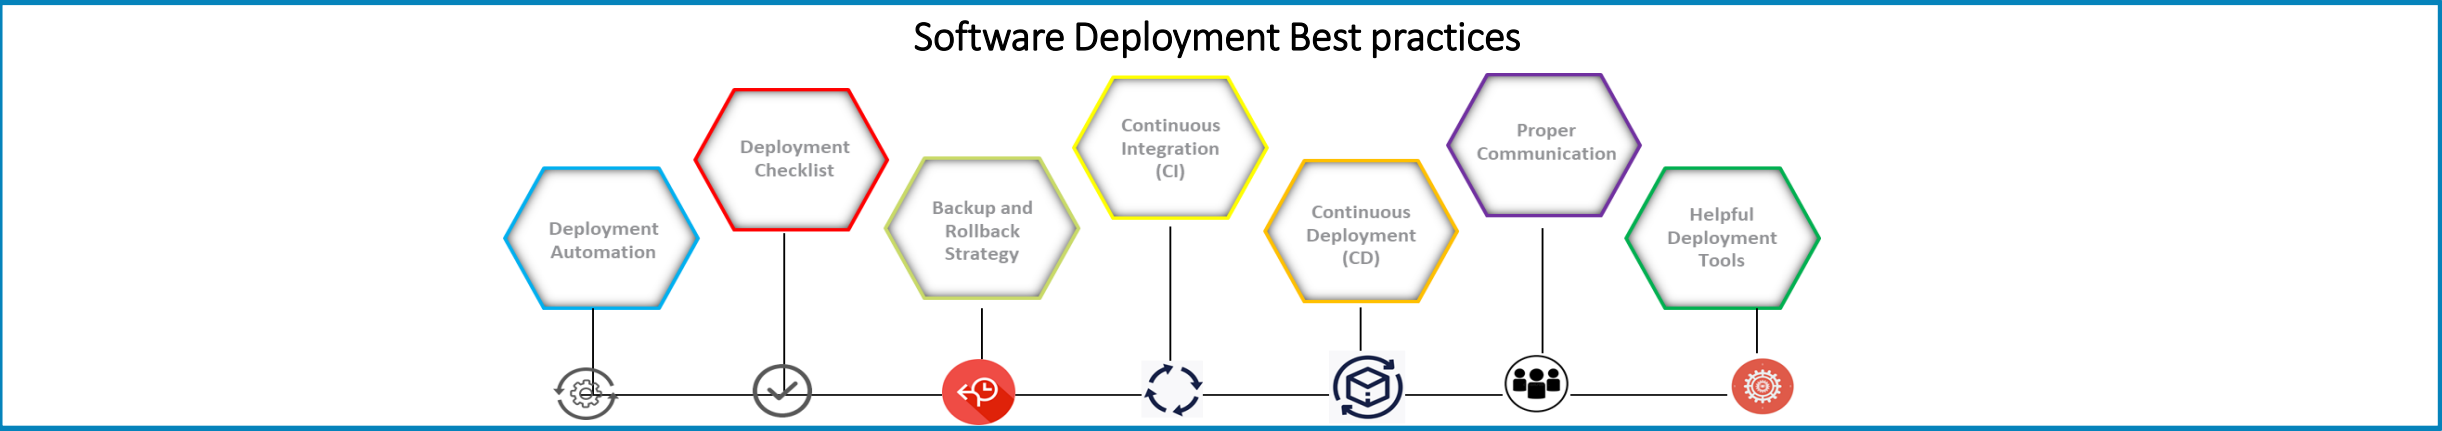 Software Deployment Best practices
Deployment
Automation
Deployment
Checklist
Backup and
Rollback
Strategy
Continuous
Integration
(CI)
Continuous
Deployment
(CD)
Proper
Communication
Helpful
Deployment
Tools